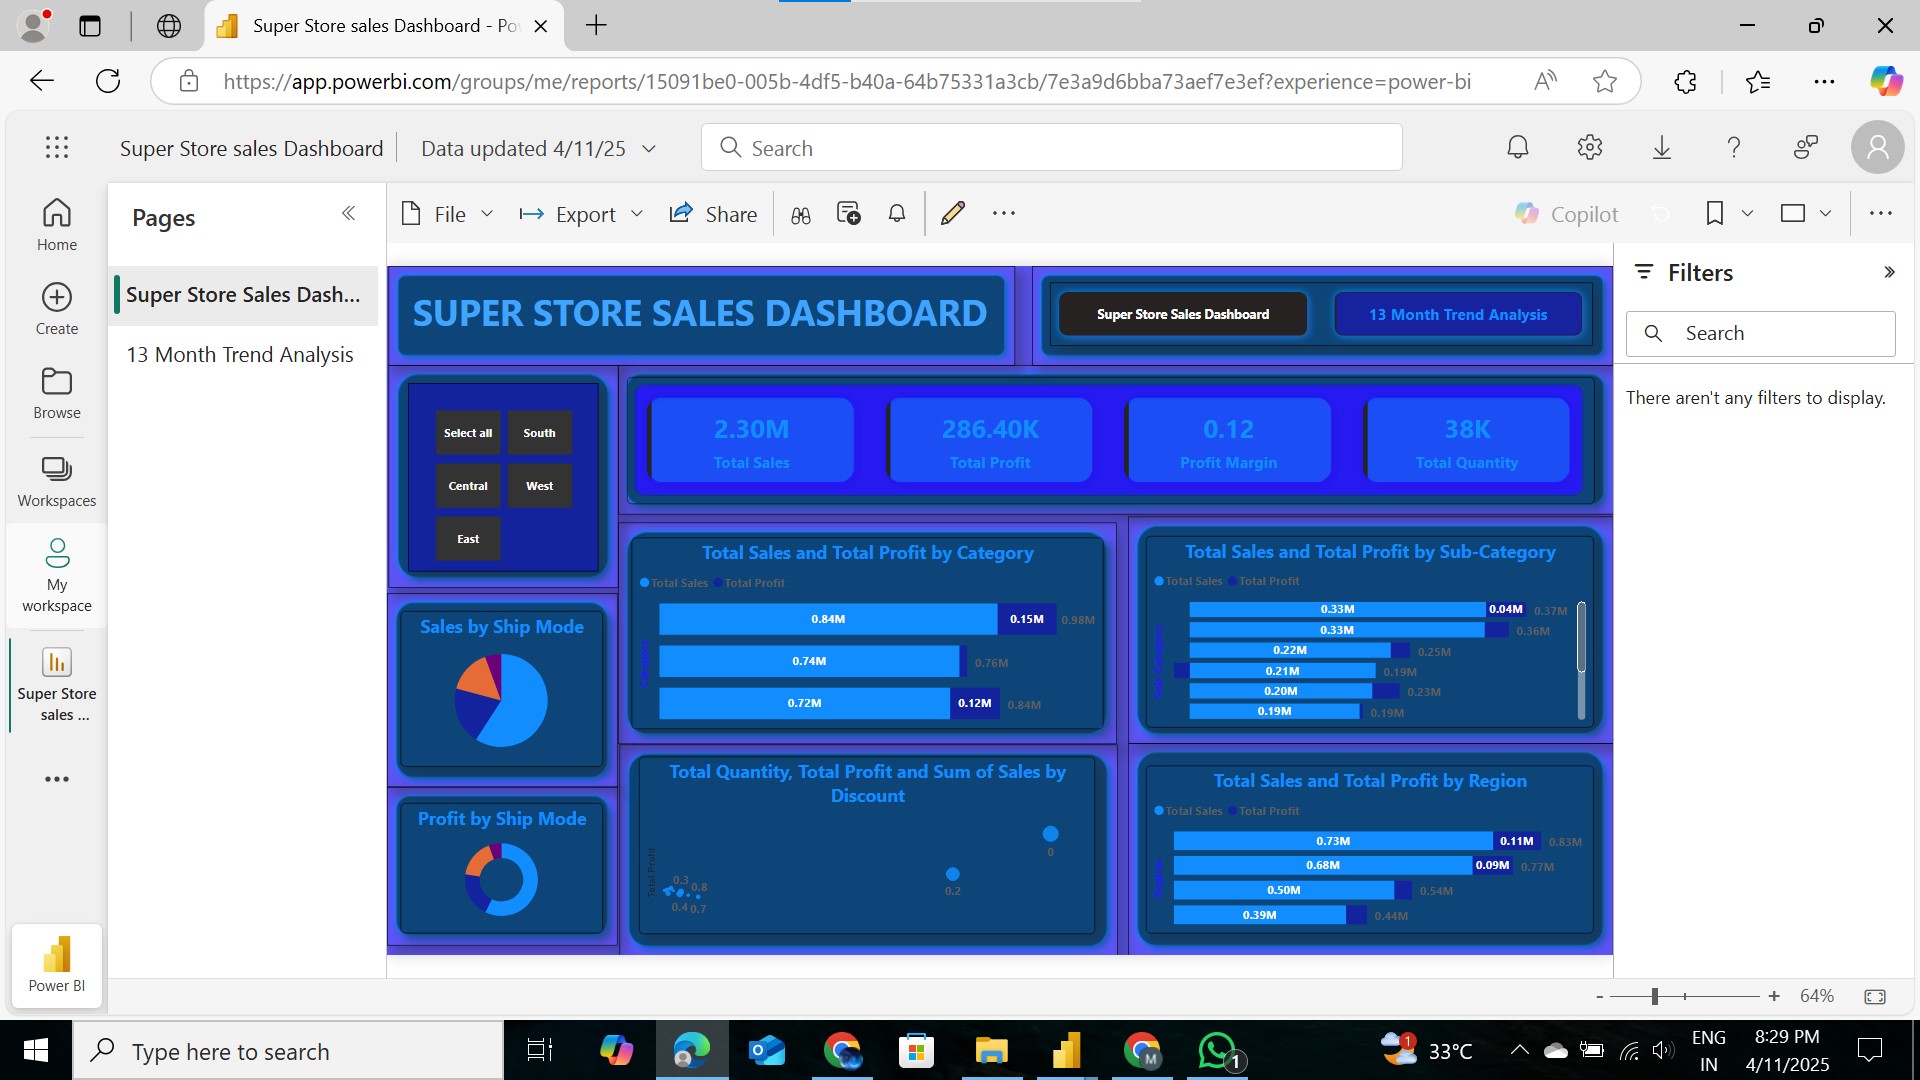 Super Store sales Dashboard - Po
https://app.powerbi.com/groups/me/reports/15091be0-005b-4df5-b40a-64b75331a3cb/7e3a9d6bba73aef7e3ef?experience=power-bi
Super Store sales Dashboard
Data updated 4/11/25
Search
Home
Create
Browse
Workspaces
My workspace
Super Store sales ...
Power BI
Pages
Super Store Sales Dash...
13 Month Trend Analysis
File
Export
Share
Copilot
SUPER STORE SALES DASHBOARD
Super Store Sales Dashboard
13 Month Trend Analysis
Select all
South
Central
West
East
2.30M
Total Sales
286.40K
Total Profit
0.12
Profit Margin
38K
Total Quantity
Sales by Ship Mode
Profit by Ship Mode
Total Sales and Total Profit by Category
Total Sales Total Profit
0.84M 0.15M 0.98M
0.74M 0.76M
0.72M 0.12M 0.84M
Total Sales and Total Profit by Sub-Category
Total Sales Total Profit
0.33M 0.04M 0.37M
0.33M 0.36M
0.22M 0.25M
0.21M 0.19M
0.20M 0.23M
0.19M 0.19M
Total Quantity, Total Profit and Sum of Sales by
Discount
Total Profit
0
0.2
0.3 0.8
0.4 0.7
Total Sales and Total Profit by Region
Total Sales Total Profit
0.73M 0.11M 0.83M
0.68M 0.09M 0.77M
0.50M 0.54M
0.39M 0.44M
Filters
Search
There aren't any filters to display.
- + 64%
Type here to search
1
33°C
ENG
IN
8:29 PM
4/11/2025